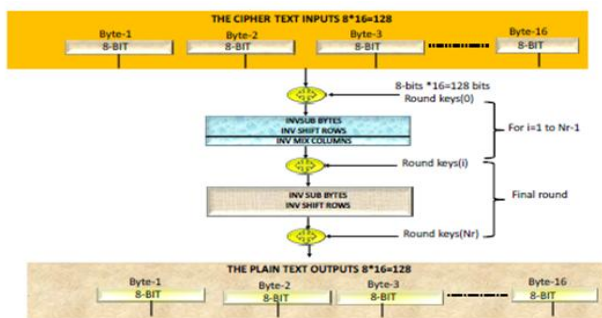 THE CIPHER TEXT INPUTS 8*16=128
Byte-1 Byte-2 Byte-3 Byte-16
8-BIT 8-BIT 8-BIT 8-BIT
8-bits *16=128 bits
Round keys(0)
INVSUB BYTES
INV SHIFT ROWS
INV MIX COLUMNS
For i=1 to Nr-1
Round keys(i)
INV SUB BYTES
INV SHIFT ROWS
Final round
Round keys(Nr)
THE PLAIN TEXT OUTPUTS 8*16=128
Byte-1 Byte-2 Byte-3 Byte-16
8-BIT 8-BIT 8-BIT 8-BIT